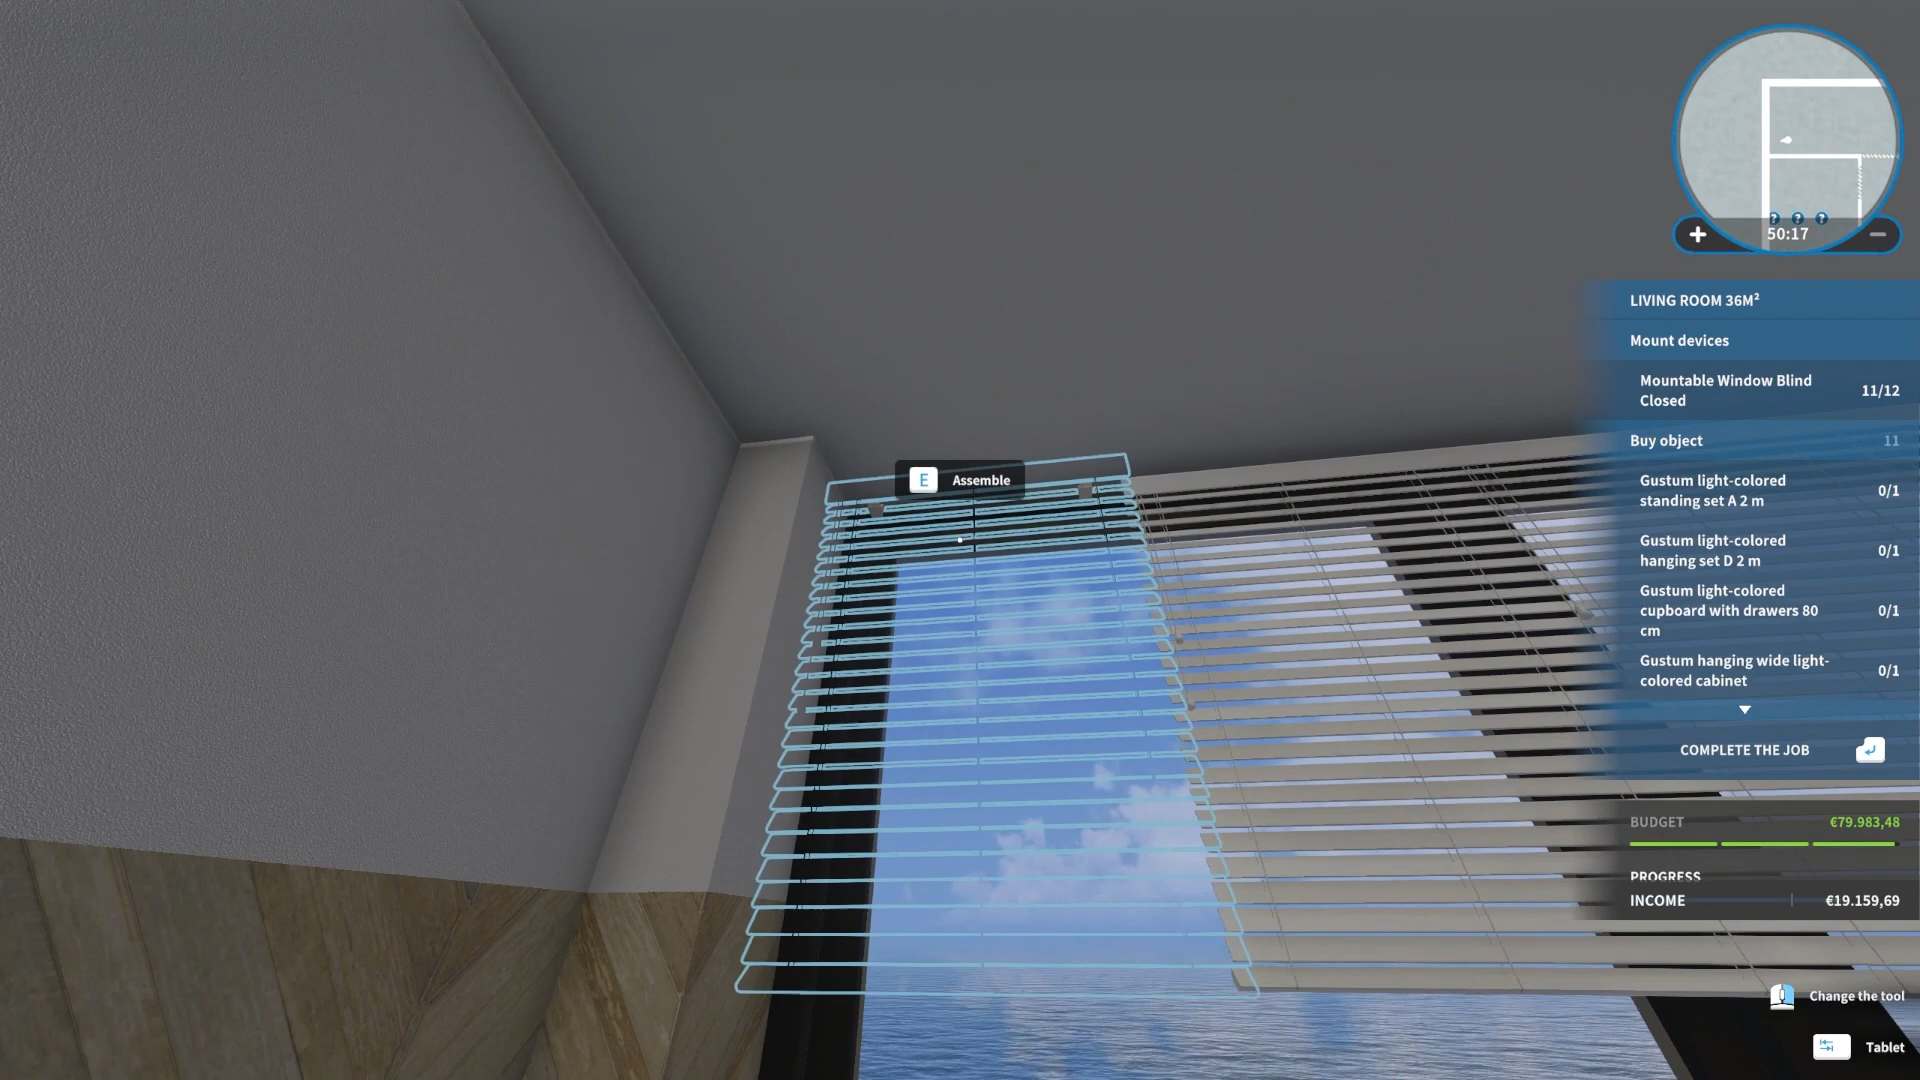 ? ? ?
50:17
LIVING ROOM 36M²
Mount devices
Mountable Window Blind
Closed
11/12
Buy object
11
Gustum light-colored
standing set A 2 m
0/1
Gustum light-colored
hanging set D 2 m
0/1
Gustum light-colored
cupboard with drawers 80
cm
0/1
Gustum hanging wide light-
colored cabinet
0/1
COMPLETE THE JOB
BUDGET
€79.983,48
PROGRESS
INCOME
€19.159,69
E Assemble
Change the tool
Tablet